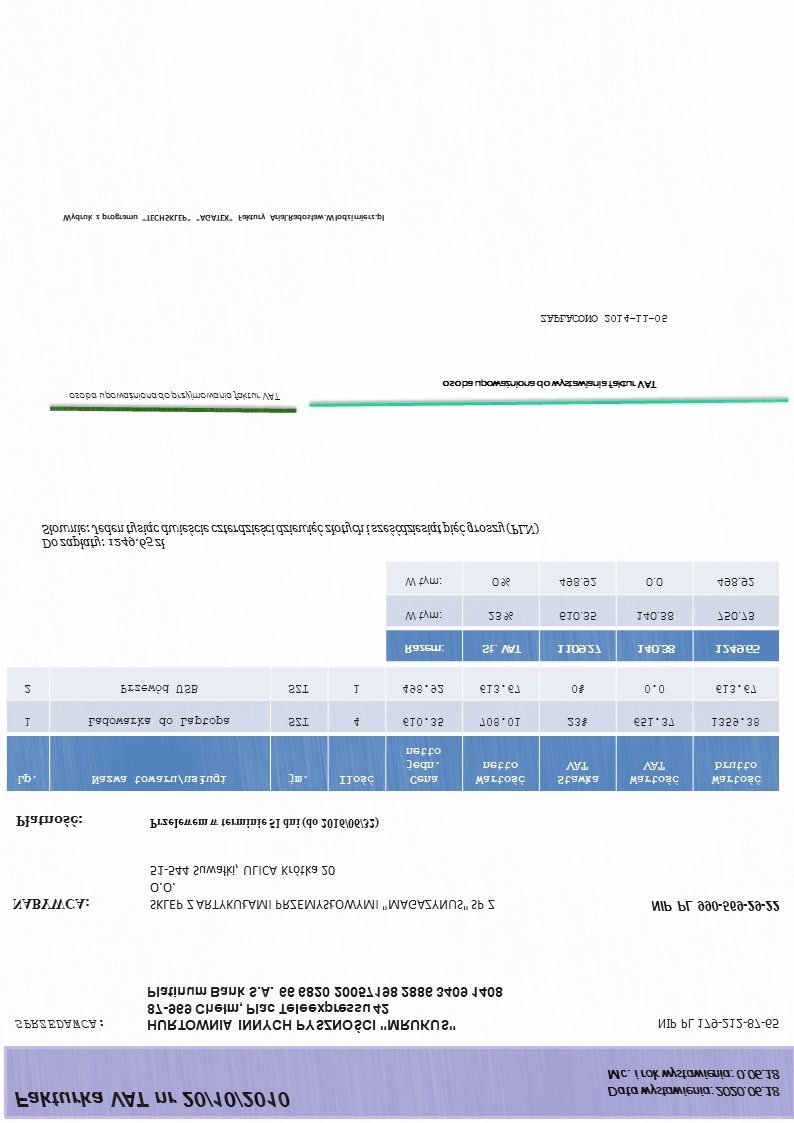 Fakturka VAT nr 20/10/2010
Data wystawienia: 2020.06.18
Mc. i rok wystawienia: 0.06.18
SPRZEDAWCA:
HURTOWNIA INNYCH PYSZNOŚCI "MRUKUS"
NIP PL 179-212-87-65
87-969 Chełm, Plac Teleexpressu 42
Platinum Bank S.A. 66 6820 20057198 2886 3409 1408
NABYWCA:
SKLEP Z ARTYKUŁAMI PRZEMYSŁOWYMI "MAGAZYNUS" SP Z
O.O.
NIP PL 990-569-29-22
51-544 Suwałki, ULICA Krótka 20
Płatność:
Przelewem w terminie 51 dni (do 2016/06/32)
Lp. Nazwa towaru/usługi jm. Ilość Cena jedn. netto Wartość netto Stawka VAT Wartość VAT Wartość brutto
1 Ładowarka do Laptopa SZT 4 610.35 708.01 23% 651.37 1359.38
2 Przewód USB SZT 1 498.92 613.67 0% 0.0 613.67
Razem: St. VAT 1109.27 140.38 1249.65
W tym: 23% 610.35 140.38 750.73
W tym: 0% 498.92 0.0 498.92
Do zapłaty: 1249.65 zł
Słownie: Jeden tysiąc dwieście czterdzieści dziewięć złotych i sześćdziesiąt pięć groszy (PLN)
osoba upoważniona do przyjmowania faktur VAT
osoba upoważniona do wystawiania faktur VAT
ZAPŁACONO 2014-11-05
Wydruk z programu "TECHSKLEP" "AGATEX" Faktury Arial.Radosław.Włodzimierz.pl